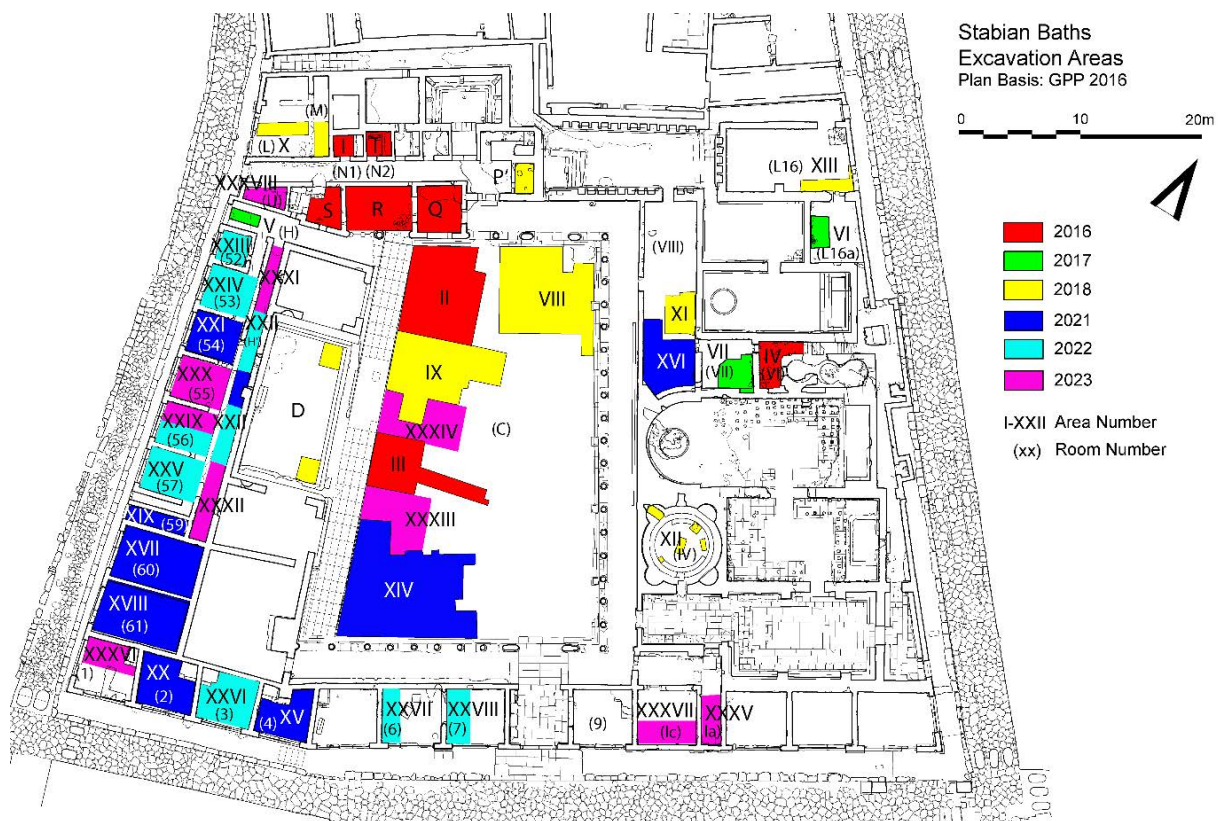 Stabian Baths
Excavation Areas
Plan Basis: GPP 2016
0 10 20m
2016
2017
2018
2021
2022
2023
I-XXII Area Number
(xx) Room Number
(M)
(L) X
I
T
(N1) (N2)
P'
(L16) XIII
XXXVIII
(U)
S
R
Q
V (H)
(VIII)
VI
(L16a)
XXIII
(52)
XXXI
XXIV
(53)
II
VIII
XI
XXI
(54)
XXII
(H')
XVI
VII
(VII)
IV
(VI)
XXX
(55)
IX
D
XXIX
(56)
XXII
XXXIV
(C)
XXV
(57)
III
XXXII
XXXIII
XIX (59)
XII
(IV)
XVII
(60)
XIV
XVIII
(61)
XXXVI
1)
XX
(2)
XXVI
(3)
(4) XV
XXVII
(6)
XXVIII
(7)
(9)
XXXVII
(Ic)
XXXV
Ia)